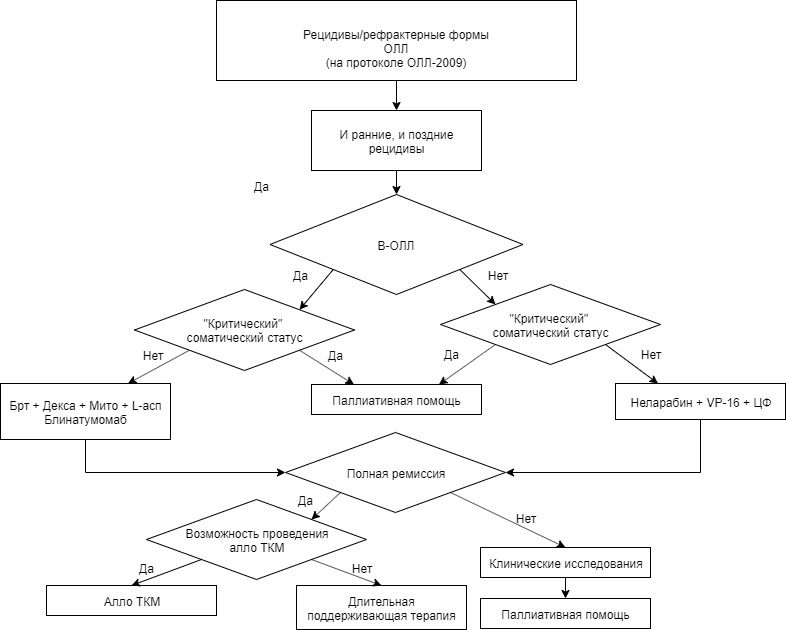 Рецидивы/рефрактерные формы
ОЛЛ
(на протоколе ОЛЛ-2009)
И ранние, и поздние
рецидивы
Да
В-ОЛЛ
Да
Нет
"Критический"
соматический статус
"Критический"
соматический статус
Нет
Да
Да
Нет
Брт + Декса + Мито + L-асп
Блинатумомаб
Паллиативная помощь
Неларабин + VP-16 + ЦФ
Полная ремиссия
Да
Нет
Возможность проведения
алло ТКМ
Да
Нет
Клинические исследования
Алло ТКМ
Длительная
поддерживающая терапия
Паллиативная помощь